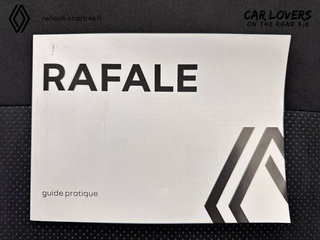 renault-chartres.fr
CAR LOVERS
ON THE ROAD 3.0
RAFALE
guide pratique